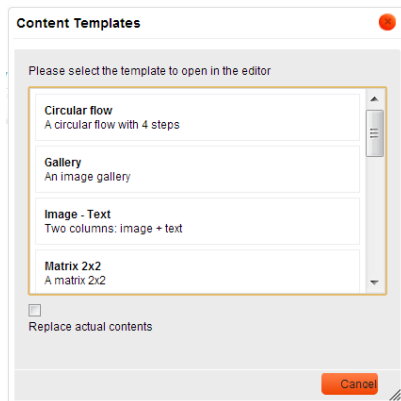 Content Templates
Please select the template to open in the editor
Circular flow
A circular flow with 4 steps
Gallery
An image gallery
Image - Text
Two columns: image + text
Matrix 2x2
A matrix 2x2
Replace actual contents
Cancel